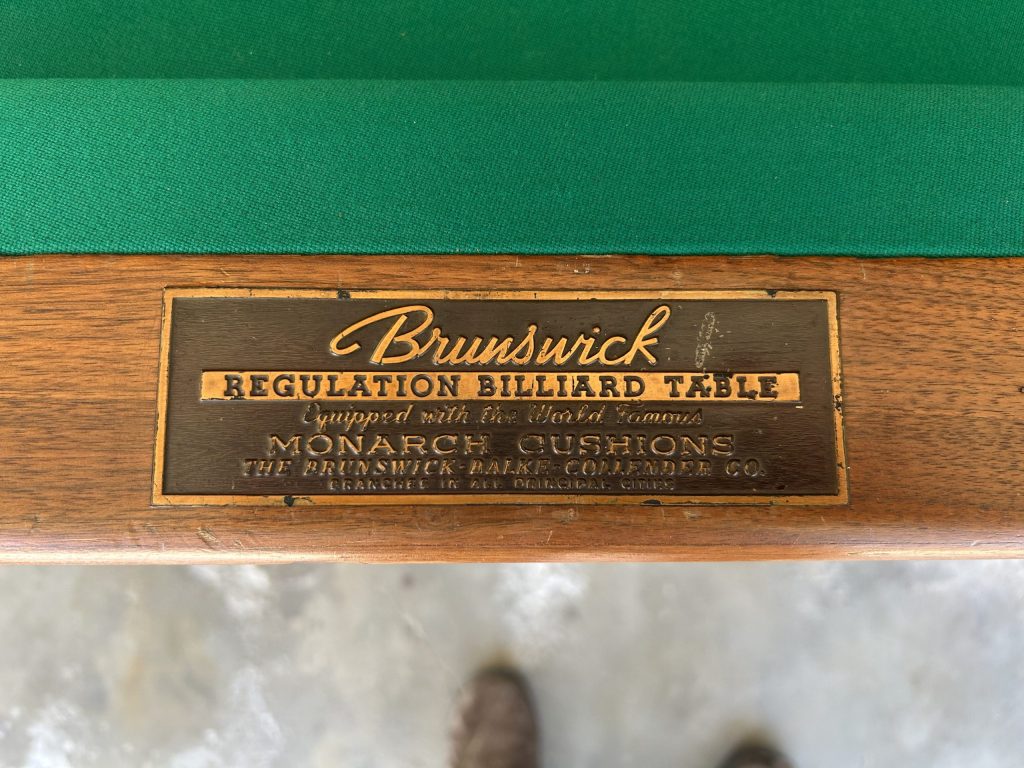 Brunswick
REGULATION BILLIARD TABLE
Equipped with the World Famous
MONARCH CUSHIONS
THE BRUNSWICK-BALKE-COLLENDER CO.
BRANCHES IN ALL PRINCIPAL CITIES